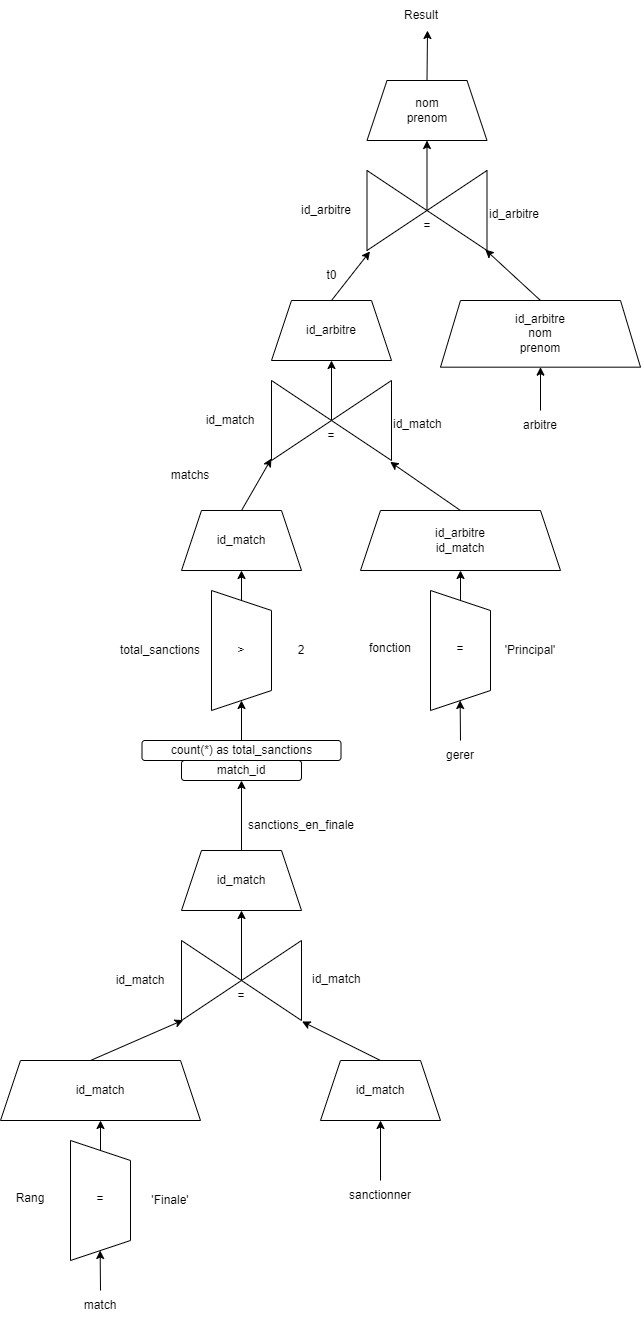 Result
nom
prenom
id_arbitre
id_arbitre
=
t0
id_arbitre
id_arbitre
nom
prenom
id_match
id_match
=
arbitre
matchs
id_match
id_arbitre
id_match
total_sanctions
>
2
fonction
=
'Principal'
count(*) as total_sanctions
match_id
gerer
sanctions_en_finale
id_match
id_match
id_match
=
id_match
id_match
Rang
=
'Finale'
sanctionner
match